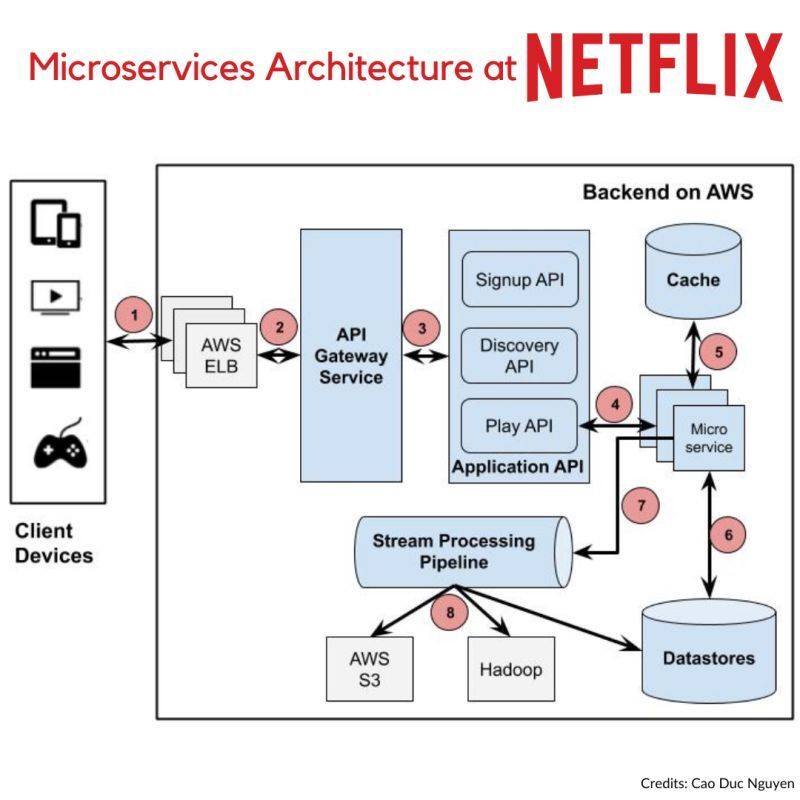 Microservices Architecture at NETFLIX
Backend on AWS
Client
Devices
1
AWS
ELB
2
API
Gateway
Service
3
Signup API
Discovery
API
Play API
Application API
4
Cache
5
Micro
service
6
7
Stream Processing
Pipeline
8
AWS
S3
Hadoop
Datastores
Credits: Cao Duc Nguyen